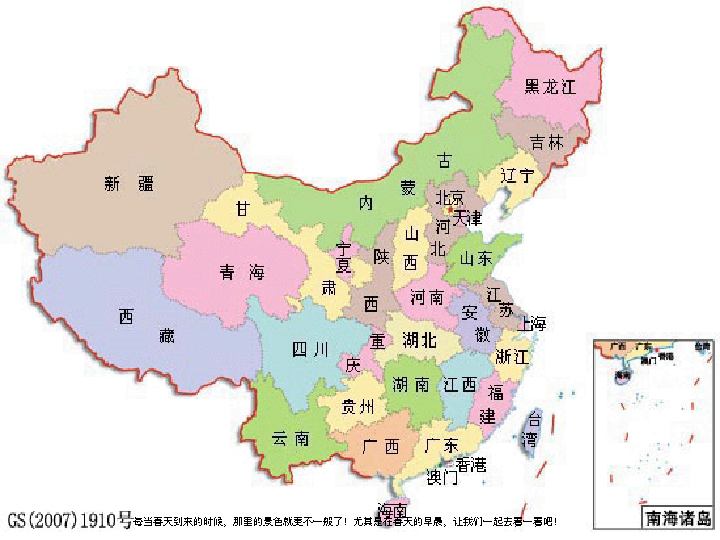 黑龙江
吉林
辽宁
内蒙古
新疆
甘肃
北京
天津
河北
山西
山东
宁夏
陕西
青海
西藏
河南
江苏
安徽
上海
四川
重庆
湖北
浙江
湖南
江西
福建
贵州
云南
广西
广东
台湾
香港
澳门
海南
广西
广东
香港
澳门
台湾
海南
南海诸岛
GS(2007)1910号
每当春天到来的时候，那里的景色就更不一般了！尤其是在春天的早晨，让我们一起去看一看吧！